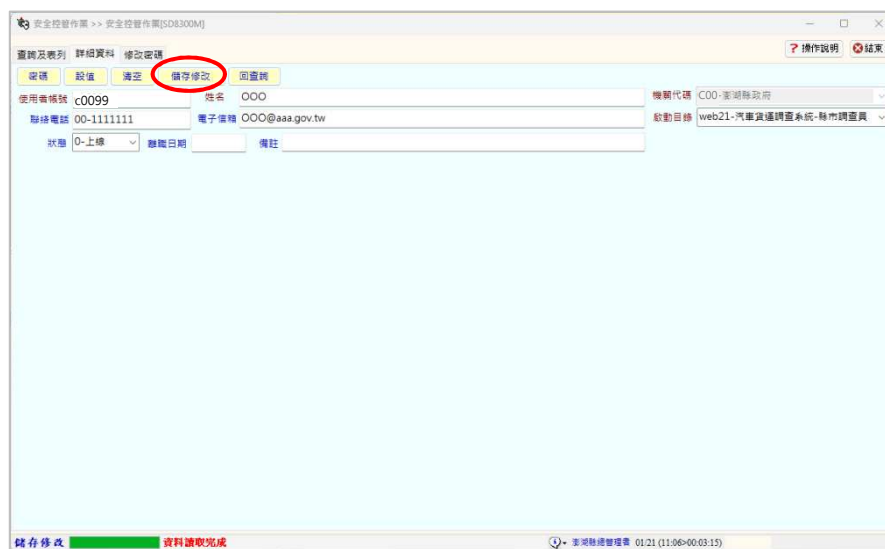 安全控管作業 >> 安全控管作業[SD8300M]
查詢及表列 詳細資料 修改密碼 ? 操作說明 結束
密碼 設值 清空 儲存修改 回查詢
使用者帳號 c0099 姓名 OOO 機關代碼 C00-澎湖縣政府
聯絡電話 00-1111111 電子信箱 OOO@aaa.gov.tw 啟動目錄 web21-汽車貨運調查系統-縣市調查員
狀態 0-上線 離職日期 備註
儲存修改 資料讀取完成 澎湖縣總管理者 01/21 (11:06>00:03:15)